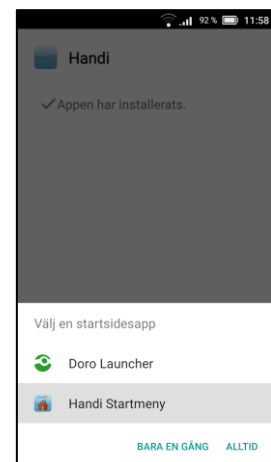 92 % 11:58
Handi
Appen har installerats.
Välj en startsidesapp
Doro Launcher
Handi Startmeny
BARA EN GÅNG ALLTID